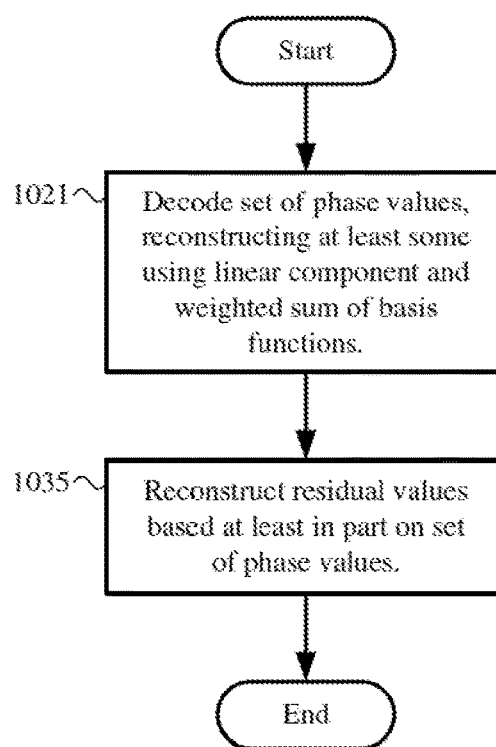 Start
1021
Decode set of phase values,
reconstructing at least some
using linear component and
weighted sum of basis
functions.
1035
Reconstruct residual values
based at least in part on set
of phase values.
End